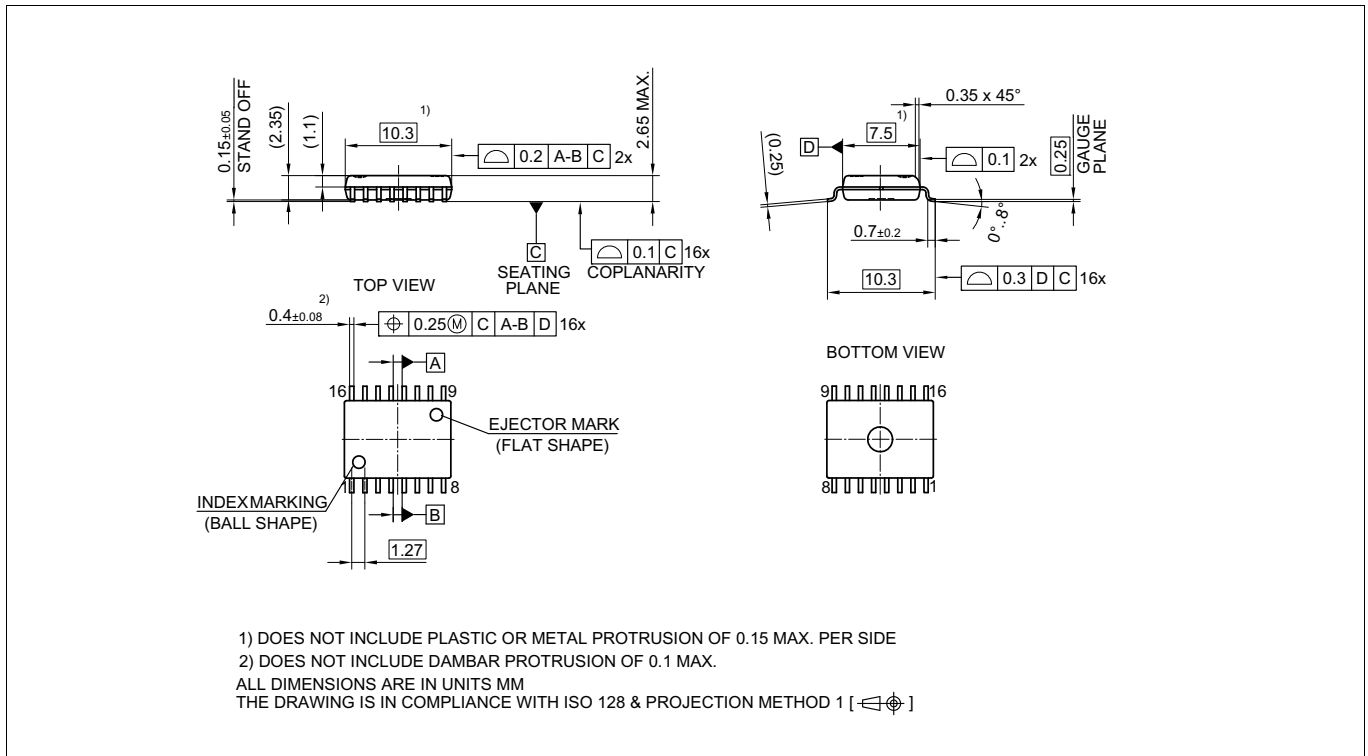 0.15±0.05
STAND OFF
(2.35)
(1.1)
10.3
1)
0.2 A-B C 2x
2.65 MAX.
C
SEATING
PLANE
0.1 C 16x
COPLANARITY
(0.25)
D
7.5
1)
0.35 x 45°
0.1 2x
0.25
GAUGE
PLANE
0°..8°
0.7±0.2
10.3
0.3 D C 16x
TOP VIEW
2)
0.4±0.08
0.25Ⓜ C A-B D 16x
A
16
9
EJECTOR MARK
(FLAT SHAPE)
1
8
INDEX MARKING
(BALL SHAPE)
B
1.27
BOTTOM VIEW
9
16
8
1
1) DOES NOT INCLUDE PLASTIC OR METAL PROTRUSION OF 0.15 MAX. PER SIDE
2) DOES NOT INCLUDE DAMBAR PROTRUSION OF 0.1 MAX.
ALL DIMENSIONS ARE IN UNITS MM
THE DRAWING IS IN COMPLIANCE WITH ISO 128 & PROJECTION METHOD 1 [ ]